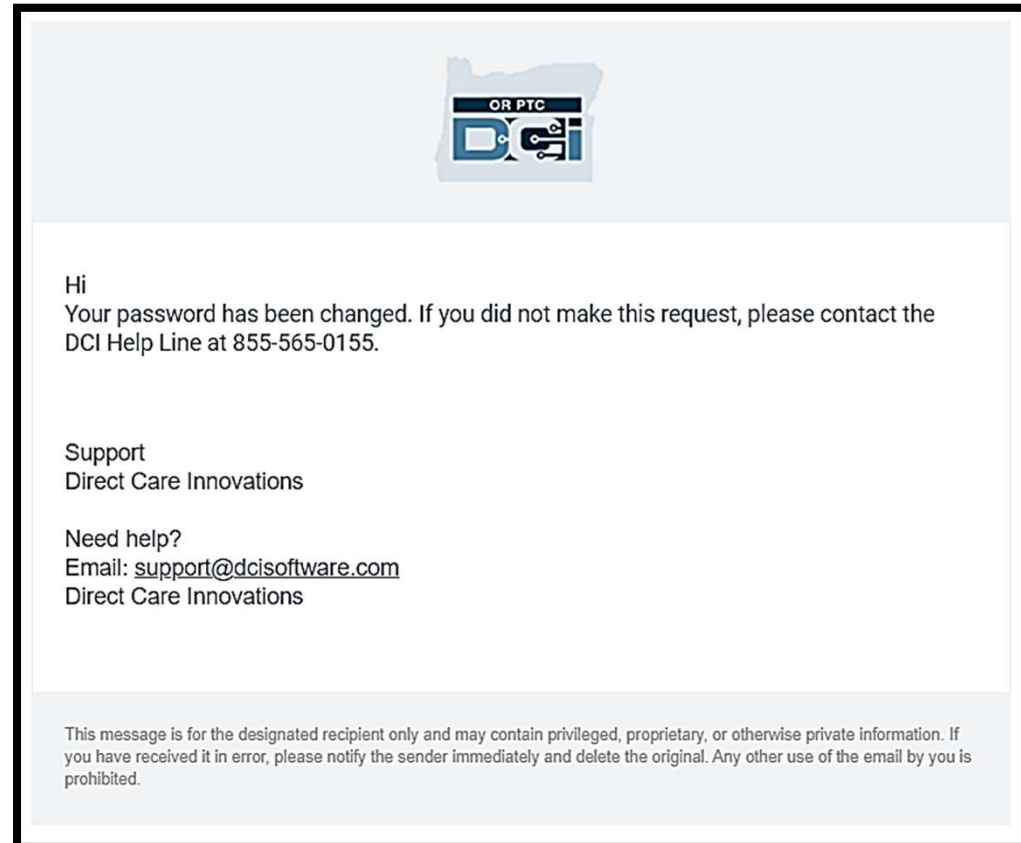 OR PTC
DCI
Hi
Your password has been changed. If you did not make this request, please contact the
DCI Help Line at 855-565-0155.
Support
Direct Care Innovations
Need help?
Email: support@dcisoftware.com
Direct Care Innovations
This message is for the designated recipient only and may contain privileged, proprietary, or otherwise private information. If
you have received it in error, please notify the sender immediately and delete the original. Any other use of the email by you is
prohibited.